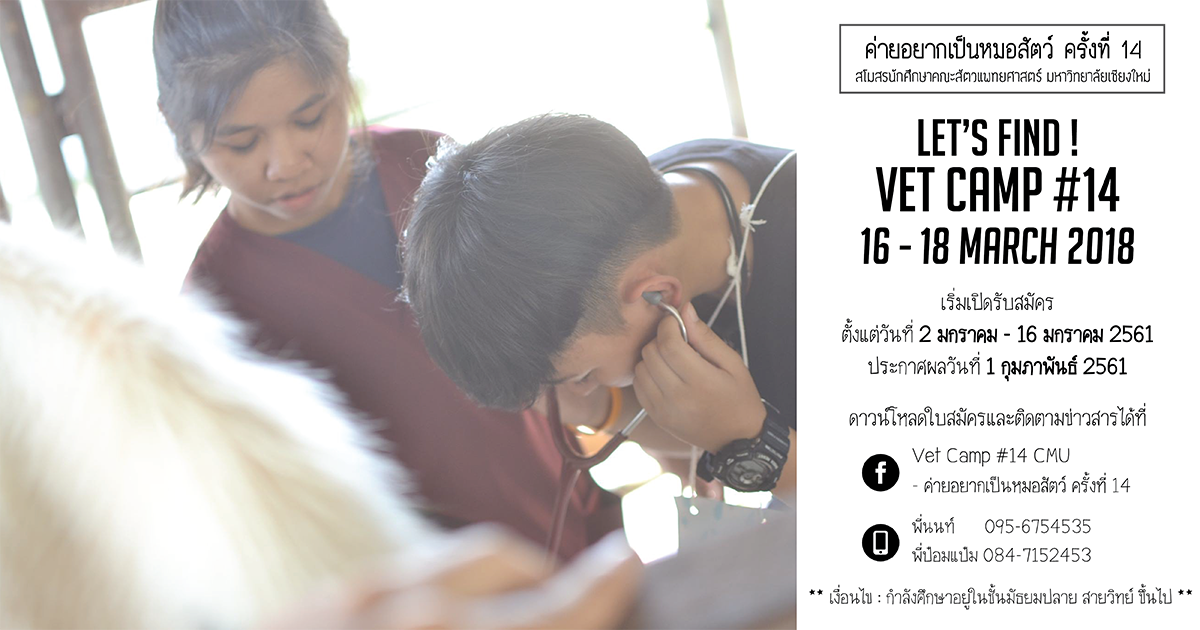 ค่ายอยากเป็นหมอสัตว์ ครั้งที่ 14
สโมสรนักศึกษาคณะสัตวแพทยศาสตร์ มหาวิทยาลัยเชียงใหม่
LET'S FIND !
VET CAMP #14
16 - 18 MARCH 2018
เริ่มเปิดรับสมัคร
ตั้งแต่วันที่ 2 มกราคม - 16 มกราคม 2561
ประกาศผลวันที่ 1 กุมภาพันธ์ 2561
ดาวน์โหลดใบสมัครและติดตามข่าวสารได้ที่
Vet Camp #14 CMU
- ค่ายอยากเป็นหมอสัตว์ ครั้งที่ 14
พี่นนท์ 095-6754535
พี่ป๋อมแป๋ม 084-7152453
** เงื่อนไข : กำลังศึกษาอยู่ในชั้นมัธยมปลาย สายวิทย์ ขึ้นไป **